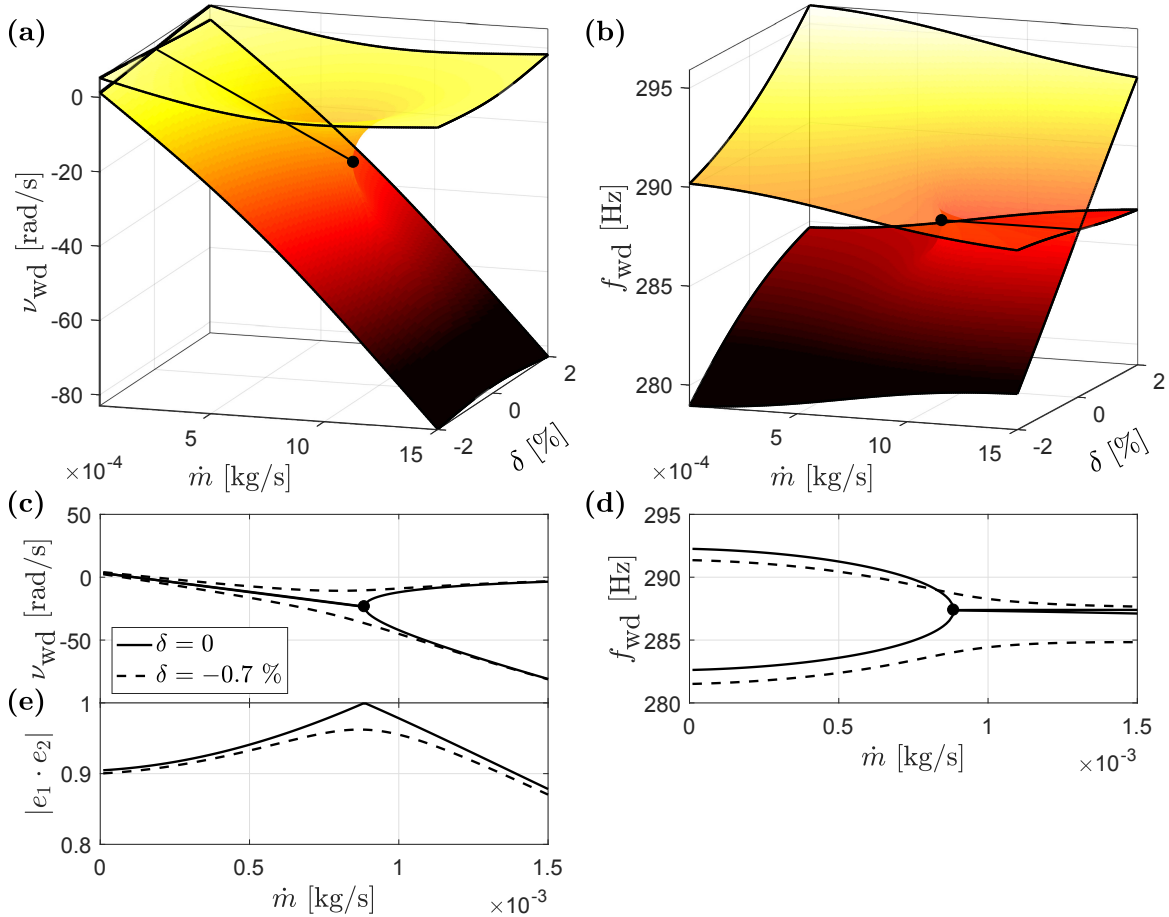 (a)
0
-20
-40
-60
-80
ν_wd [rad/s]
5
10
15
×10⁻⁴
ṁ [kg/s]
-2
0
2
δ [%]
(b)
295
290
285
280
f_wd [Hz]
5
10
15
×10⁻⁴
ṁ [kg/s]
-2
0
2
δ [%]
(c)
50
0
-50
ν_wd [rad/s]
δ = 0
δ = −0.7 %
(d)
295
290
285
280
f_wd [Hz]
0
0.5
1
1.5
ṁ [kg/s]
×10⁻³
(e)
1
0.9
0.8
|e₁ · e₂|
0
0.5
1
1.5
ṁ [kg/s]
×10⁻³